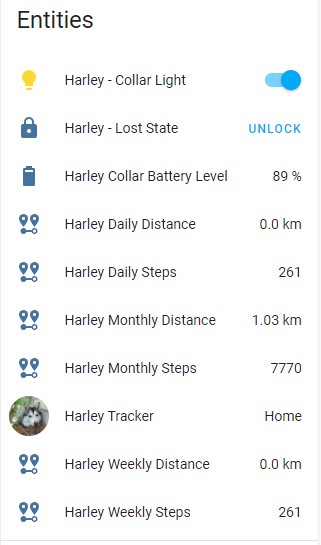 Entities
Harley - Collar Light
Harley - Lost State UNLOCK
Harley Collar Battery Level 89 %
Harley Daily Distance 0.0 km
Harley Daily Steps 261
Harley Monthly Distance 1.03 km
Harley Monthly Steps 7770
Harley Tracker Home
Harley Weekly Distance 0.0 km
Harley Weekly Steps 261